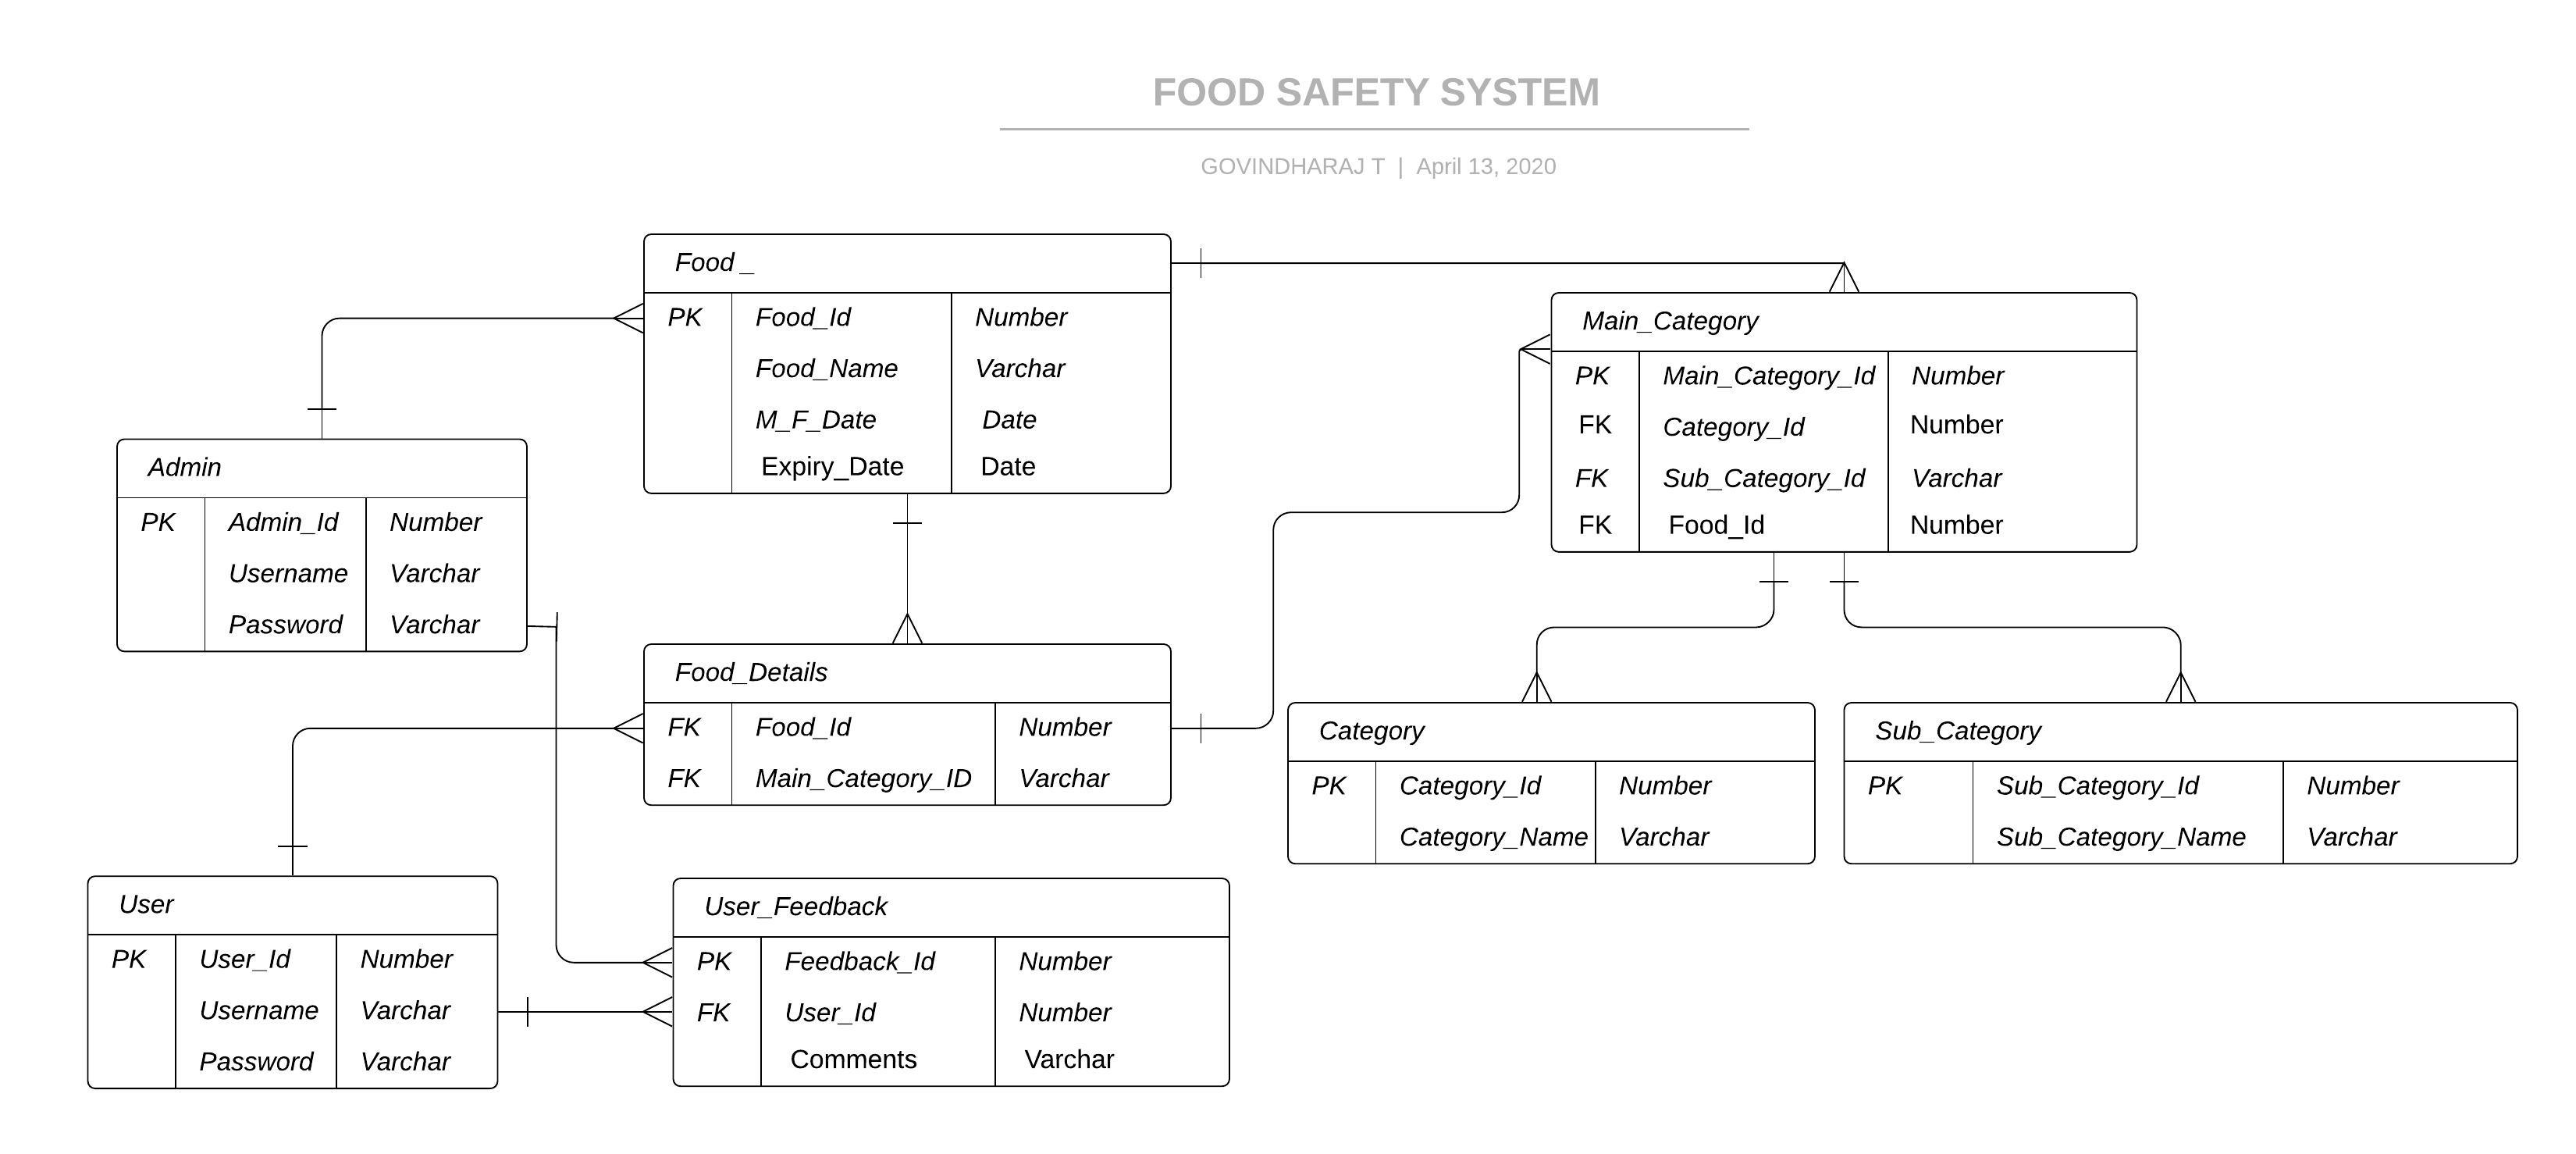 FOOD SAFETY SYSTEM
GOVINDHARAJ T | April 13, 2020
Food _
PK Food_Id Number
Food_Name Varchar
M_F_Date Date
Expiry_Date Date
Main_Category
PK Main_Category_Id Number
FK Category_Id Number
FK Sub_Category_Id Varchar
FK Food_Id Number
Admin
PK Admin_Id Number
Username Varchar
Password Varchar
Food_Details
FK Food_Id Number
FK Main_Category_ID Varchar
Category
PK Category_Id Number
Category_Name Varchar
Sub_Category
PK Sub_Category_Id Number
Sub_Category_Name Varchar
User
PK User_Id Number
Username Varchar
Password Varchar
User_Feedback
PK Feedback_Id Number
FK User_Id Number
Comments Varchar